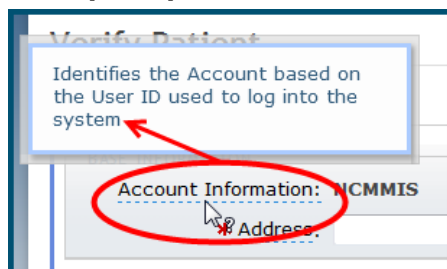 Verify Patient
Identifies the Account based on
the User ID used to log into the
system
Account Information: NCMMIS
* Address: